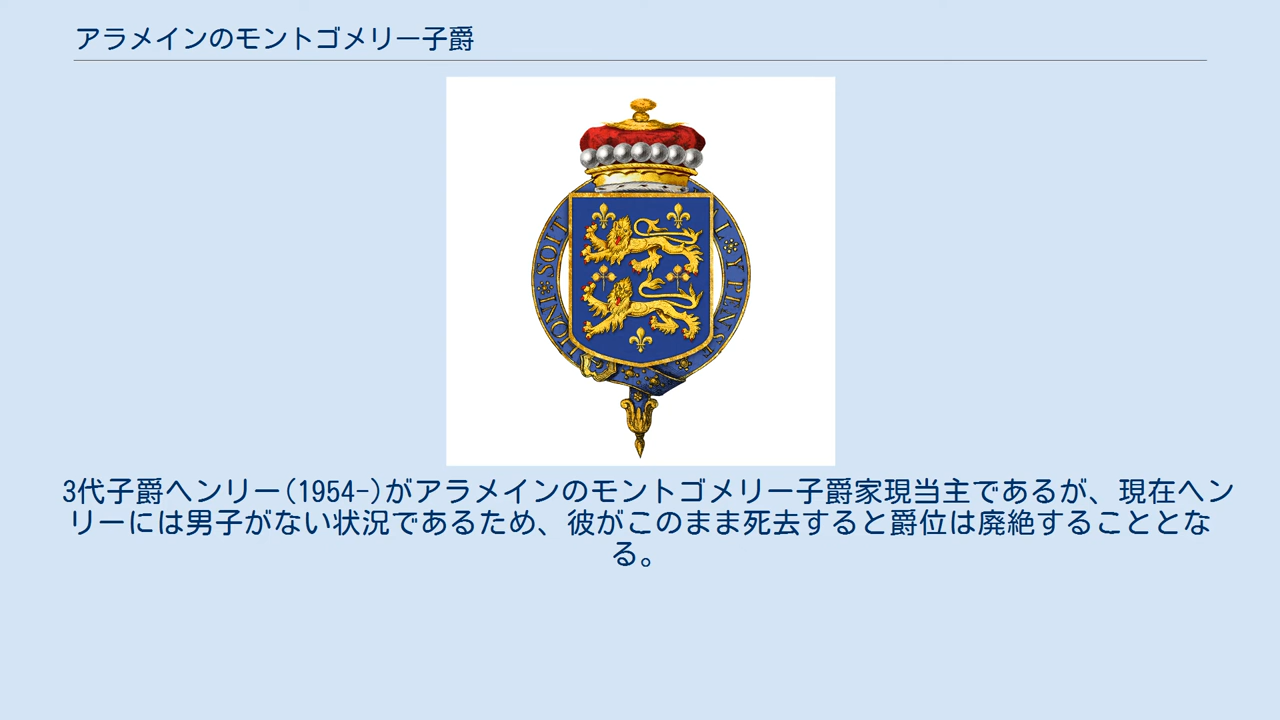 アラメインのモントゴメリー子爵
TIONI SOIT
L Y PENSE
3代子爵ヘンリー(1954-)がアラメインのモントゴメリー子爵家現当主であるが、現在ヘン
リーには男子がない状況であるため、彼がこのまま死去すると爵位は廃絶することとな
る。